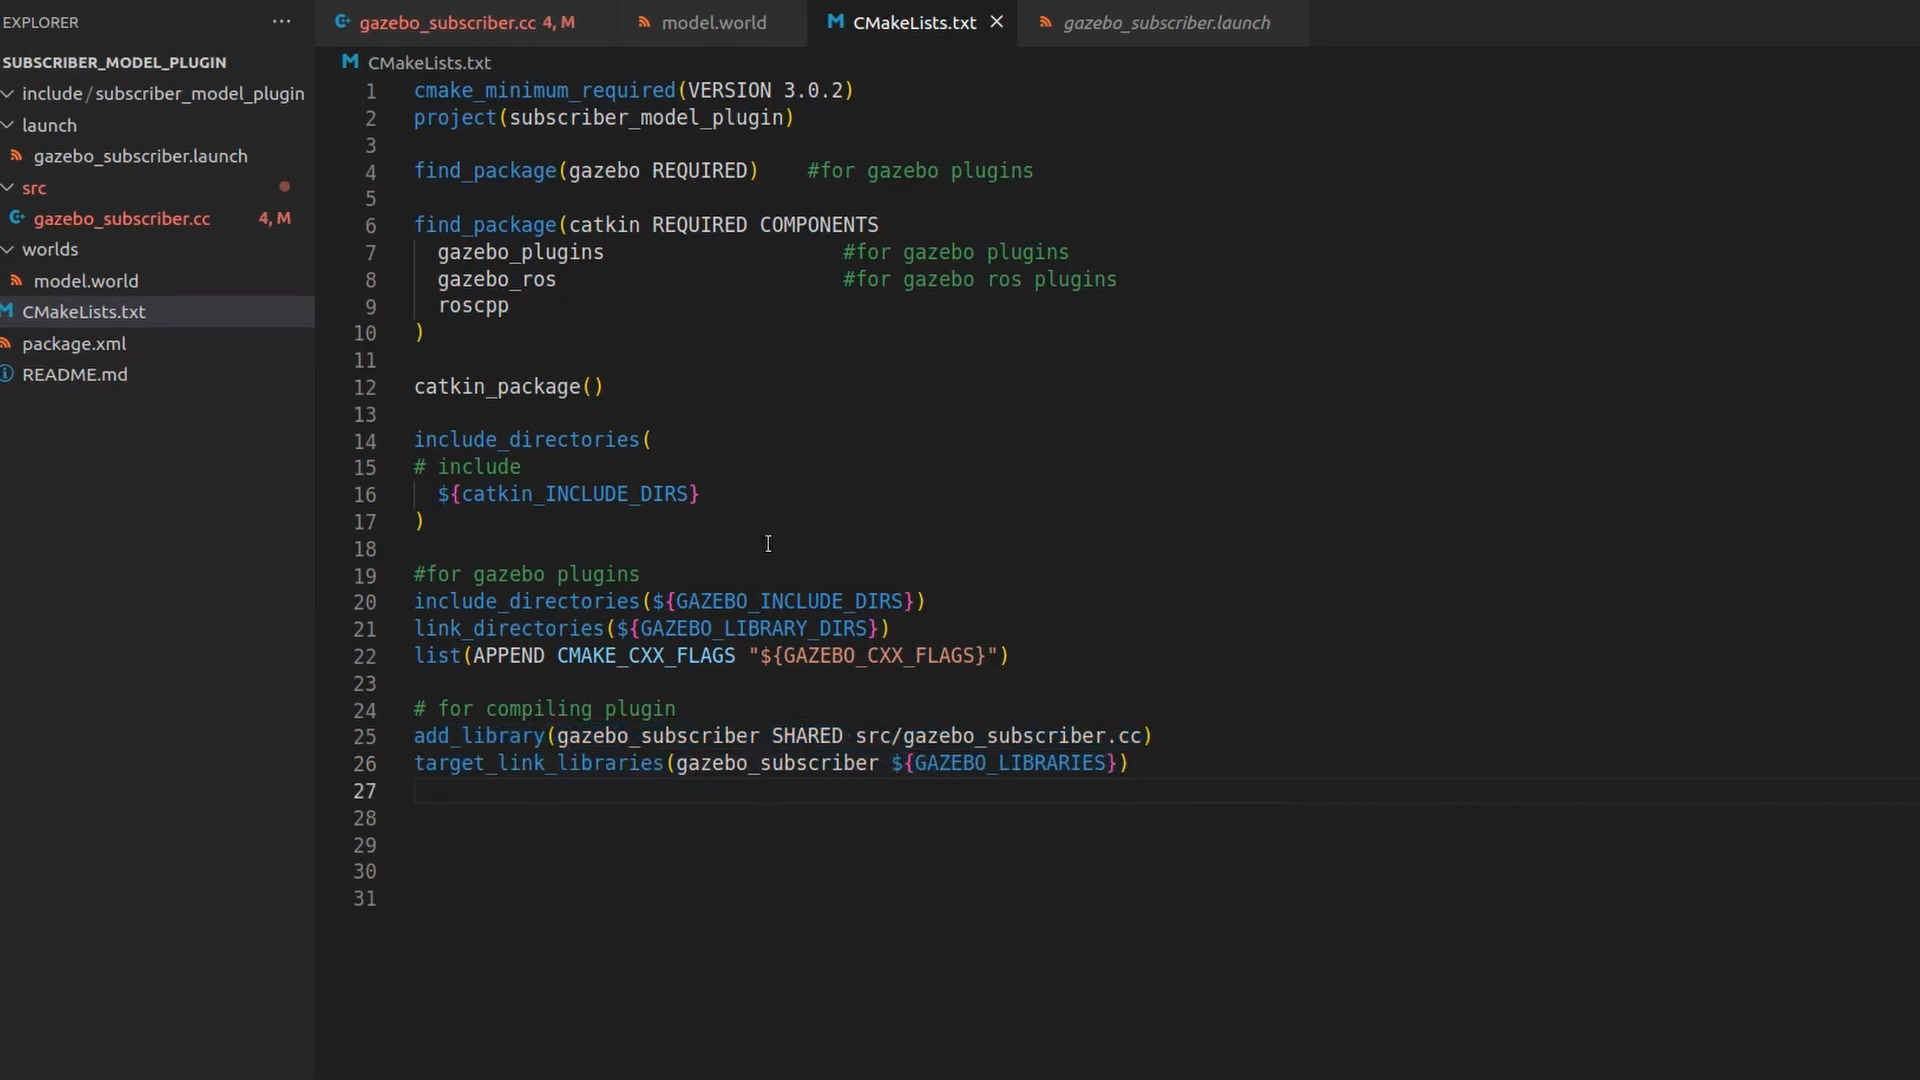 EXPLORER ···
SUBSCRIBER_MODEL_PLUGIN
include/subscriber_model_plugin
launch
gazebo_subscriber.launch
src
gazebo_subscriber.cc 4, M
worlds
model.world
CMakeLists.txt
package.xml
README.md
gazebo_subscriber.cc 4, M model.world CMakeLists.txt gazebo_subscriber.launch
CMakeLists.txt
1 cmake_minimum_required(VERSION 3.0.2)
2 project(subscriber_model_plugin)
3
4 find_package(gazebo REQUIRED) #for gazebo plugins
5
6 find_package(catkin REQUIRED COMPONENTS
7 gazebo_plugins #for gazebo plugins
8 gazebo_ros #for gazebo ros plugins
9 roscpp
10 )
11
12 catkin_package()
13
14 include_directories(
15 # include
16 ${catkin_INCLUDE_DIRS}
17 )
18
19 #for gazebo plugins
20 include_directories(${GAZEBO_INCLUDE_DIRS})
21 link_directories(${GAZEBO_LIBRARY_DIRS})
22 list(APPEND CMAKE_CXX_FLAGS "${GAZEBO_CXX_FLAGS}")
23
24 # for compiling plugin
25 add_library(gazebo_subscriber SHARED src/gazebo_subscriber.cc)
26 target_link_libraries(gazebo_subscriber ${GAZEBO_LIBRARIES})
27
28
29
30
31